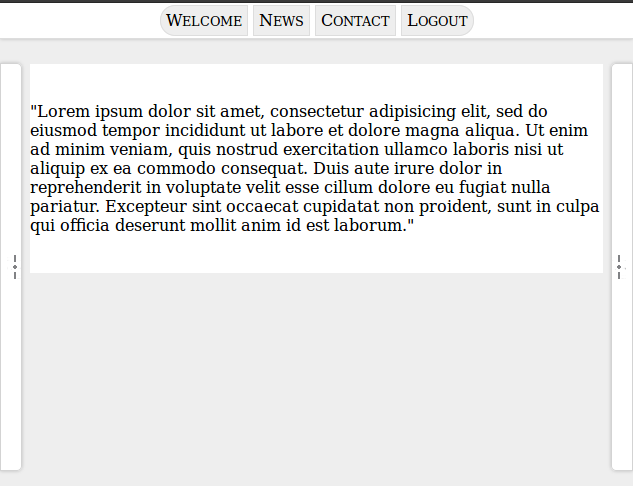 Welcome News Contact Logout
"Lorem ipsum dolor sit amet, consectetur adipisicing elit, sed do
eiusmod tempor incididunt ut labore et dolore magna aliqua. Ut enim
ad minim veniam, quis nostrud exercitation ullamco laboris nisi ut
aliquip ex ea commodo consequat. Duis aute irure dolor in
reprehenderit in voluptate velit esse cillum dolore eu fugiat nulla
pariatur. Excepteur sint occaecat cupidatat non proident, sunt in culpa
qui officia deserunt mollit anim id est laborum."